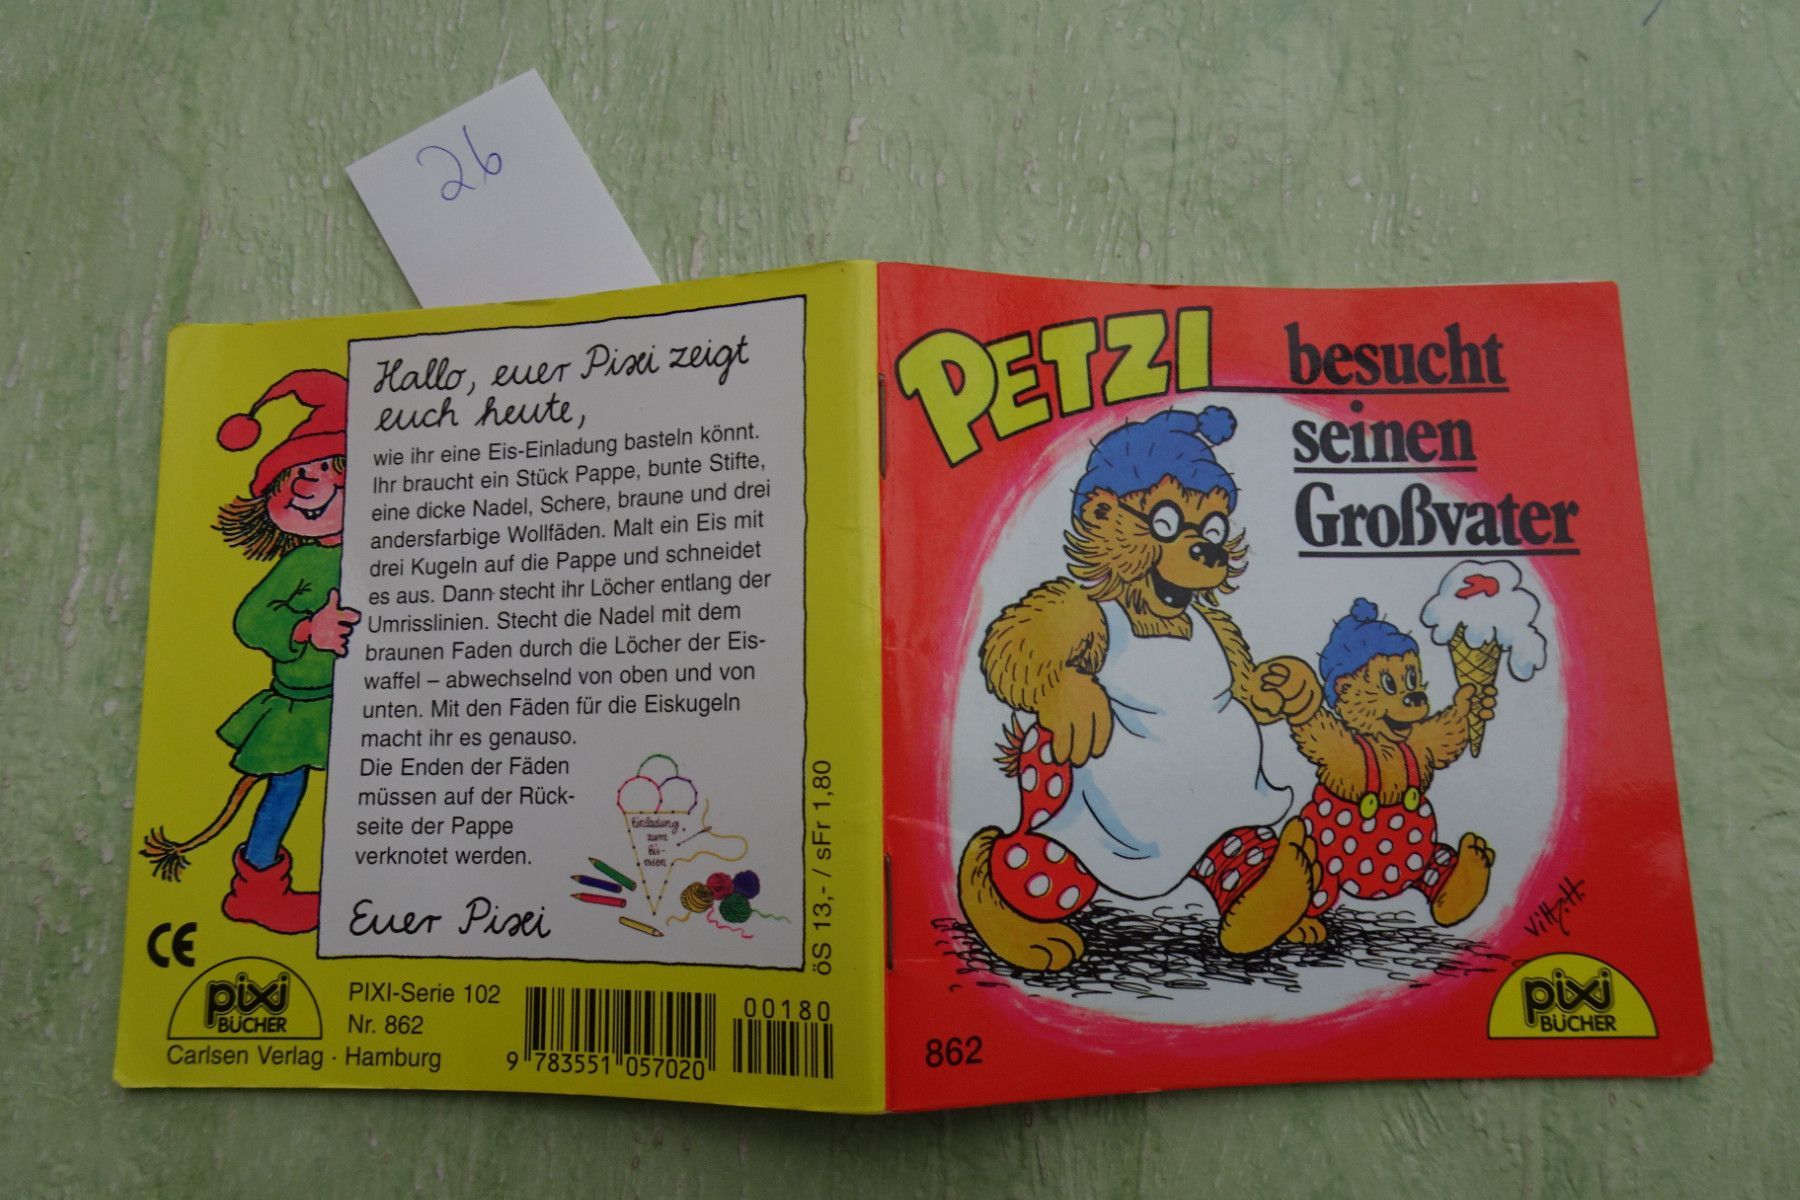 26
Hallo, euer Pixi zeigt
euch heute,
wie ihr eine Eis-Einladung basteln könnt.
Ihr braucht ein Stück Pappe, bunte Stifte,
eine dicke Nadel, Schere, braune und drei
andersfarbige Wollfäden. Malt ein Eis mit
drei Kugeln auf die Pappe und schneidet
es aus. Dann stecht ihr Löcher entlang der
Umrisslinien. Stecht die Nadel mit dem
braunen Faden durch die Löcher der Eis-
waffel – abwechselnd von oben und von
unten. Mit den Fäden für die Eiskugeln
macht ihr es genauso.
Die Enden der Fäden
müssen auf der Rück-
seite der Pappe
verknotet werden.
Einladung
zum
Eis-
essen
Euer Pixi
öS 13,- / sFr 1,80
CE
pixi
BÜCHER
PIXI-Serie 102
Nr. 862
Carlsen Verlag · Hamburg
9 783551 057020
00180
PETZI
besucht
seinen
Großvater
862
pixi
BÜCHER